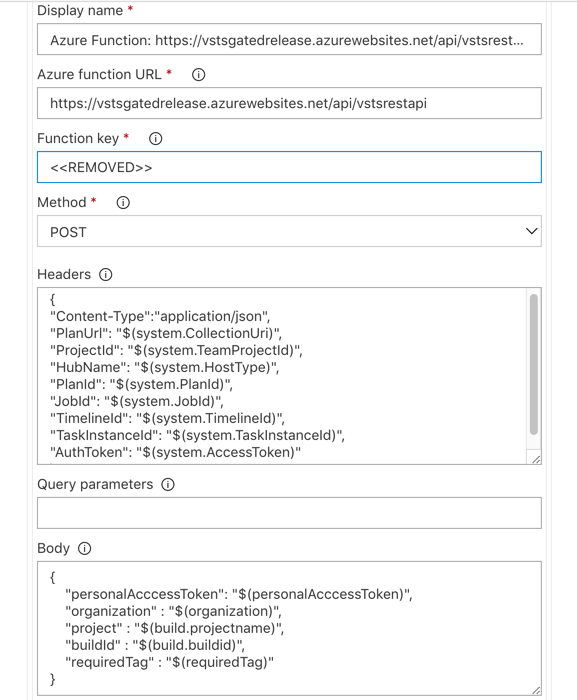 Display name *
Azure Function: https://vstsgatedrelease.azurewebsites.net/api/vstsrest...
Azure function URL *
https://vstsgatedrelease.azurewebsites.net/api/vstsrestapi
Function key *
<<REMOVED>>
Method *
POST
Headers
{
"Content-Type":"application/json",
"PlanUrl": "$(system.CollectionUri)",
"ProjectId": "$(system.TeamProjectId)",
"HubName": "$(system.HostType)",
"PlanId": "$(system.PlanId)",
"JobId": "$(system.JobId)",
"TimelineId": "$(system.TimelineId)",
"TaskInstanceId": "$(system.TaskInstanceId)",
"AuthToken": "$(system.AccessToken)"
Query parameters
Body
{
"personalAcccessToken": "$(personalAcccessToken)",
"organization" : "$(organization)",
"project" : "$(build.projectname)",
"buildId" : "$(build.buildid)",
"requiredTag" : "$(requiredTag)"
}